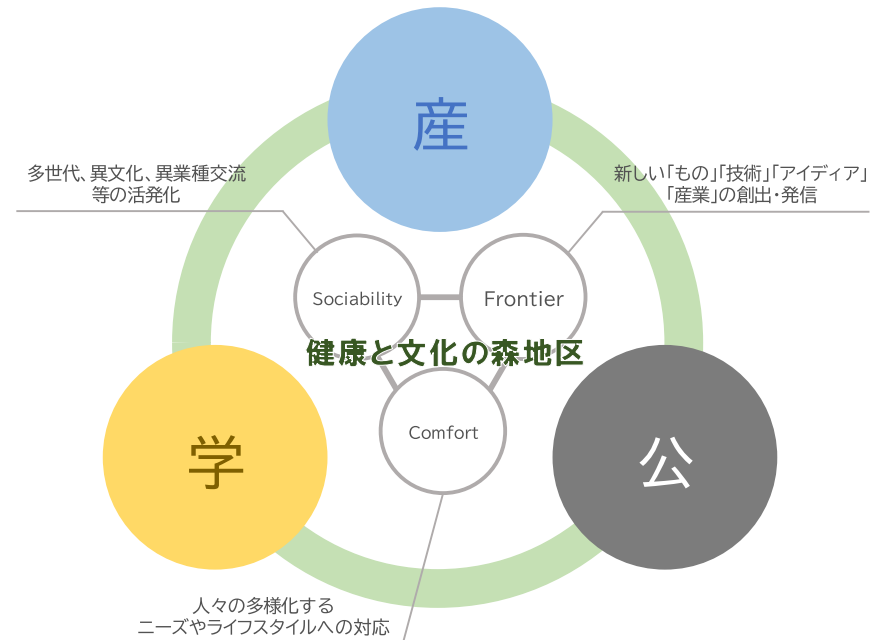 産
多世代、異文化、異業種交流
等の活発化
新しい「もの」「技術」「アイディア」
「産業」の創出・発信
Sociability
Frontier
健康と文化の森地区
Comfort
学
公
人々の多様化する
ニーズやライフスタイルへの対応